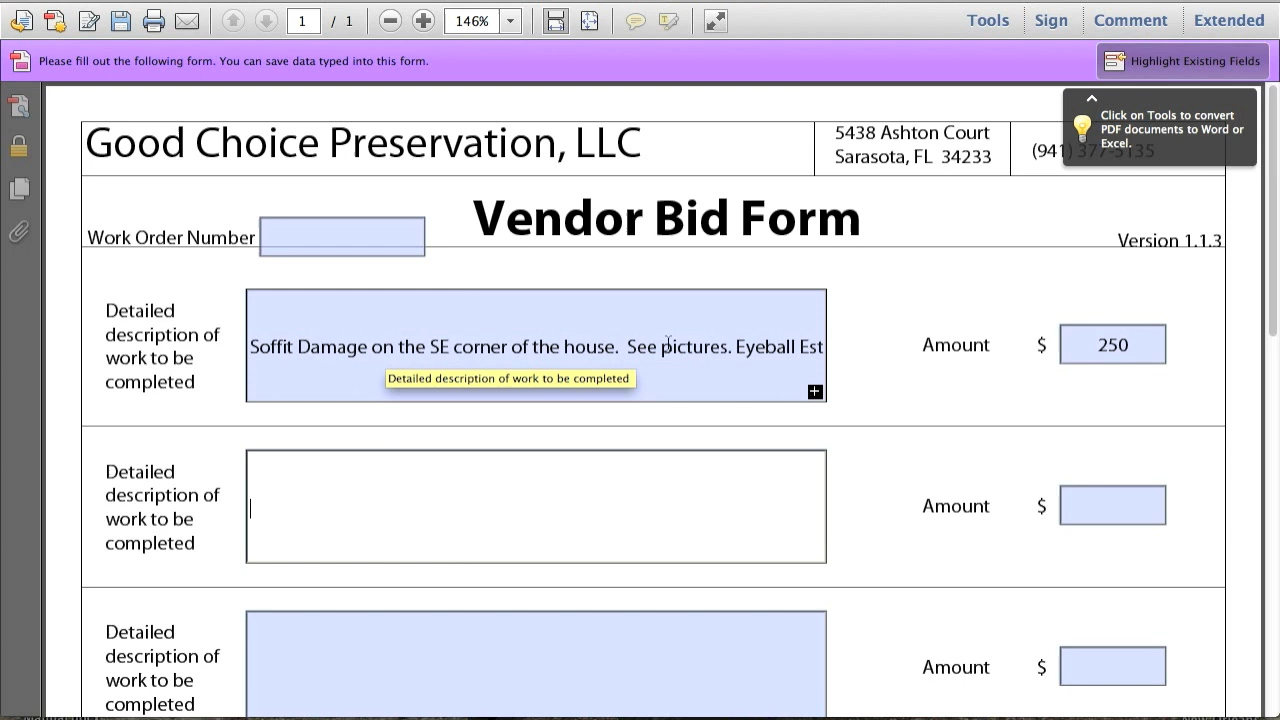 1 / 1
146%
Tools
Sign
Comment
Extended
Please fill out the following form. You can save data typed into this form.
Highlight Existing Fields
Click on Tools to convert
PDF documents to Word or
Excel.
Good Choice Preservation, LLC
5438 Ashton Court
Sarasota, FL 34233
(941) 377-5135
Vendor Bid Form
Work Order Number
Version 1.1.3
Detailed
description of
work to be
completed
Soffit Damage on the SE corner of the house. See pictures. Eyeball Est
Detailed description of work to be completed
Amount $ 250
Detailed
description of
work to be
completed
Amount $
Detailed
description of
work to be
completed
Amount $